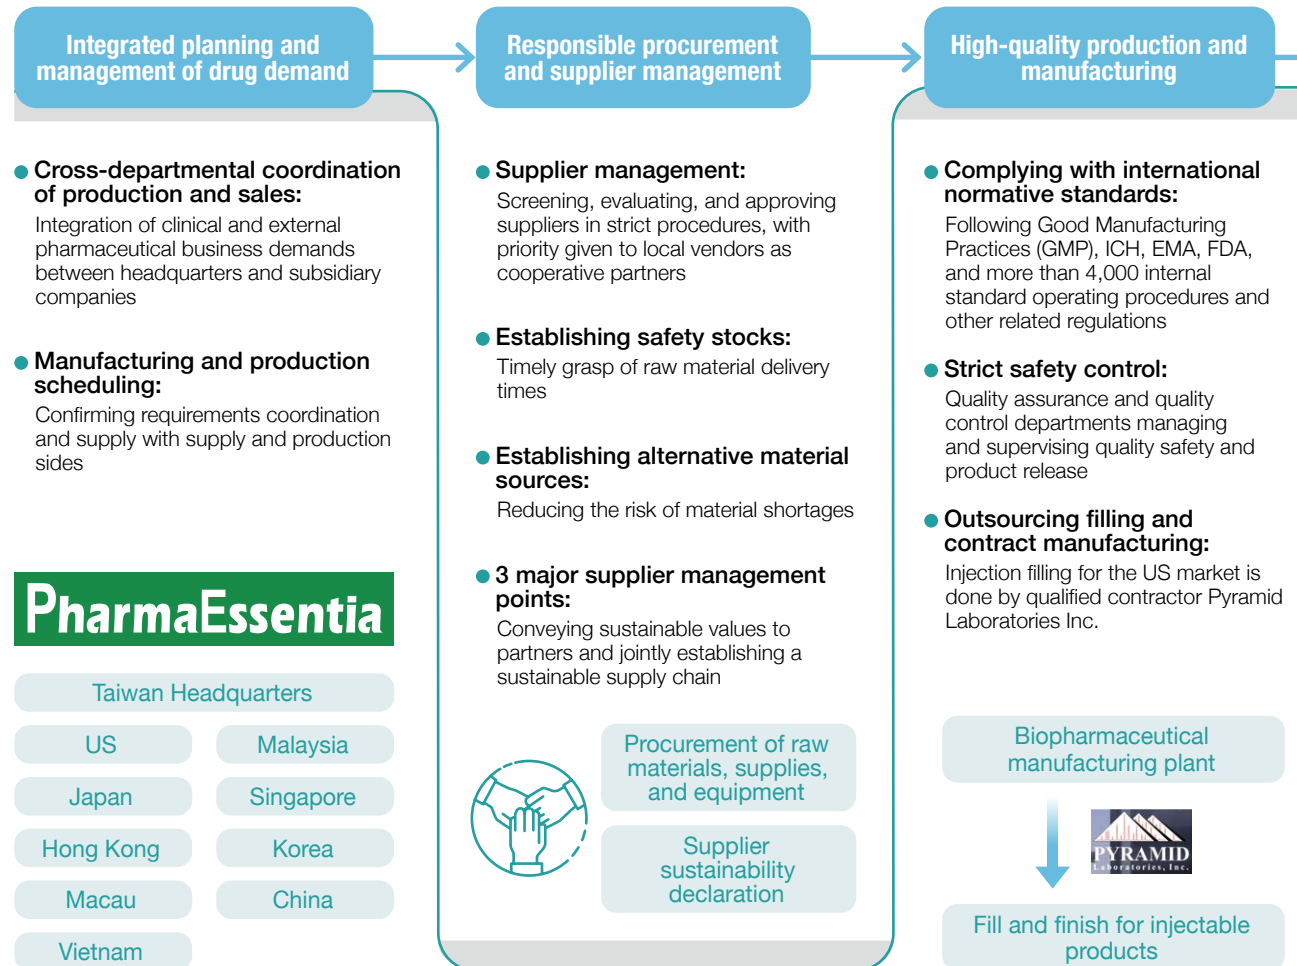 Integrated planning and
management of drug demand
Responsible procurement
and supplier management
High-quality production and
manufacturing
Cross-departmental coordination
of production and sales:
Integration of clinical and external
pharmaceutical business demands
between headquarters and subsidiary
companies
Manufacturing and production
scheduling:
Confirming requirements coordination
and supply with supply and production
sides
PharmaEssentia
Taiwan Headquarters
US
Malaysia
Japan
Singapore
Hong Kong
Korea
Macau
China
Vietnam
Supplier management:
Screening, evaluating, and approving
suppliers in strict procedures, with
priority given to local vendors as
cooperative partners
Establishing safety stocks:
Timely grasp of raw material delivery
times
Establishing alternative material
sources:
Reducing the risk of material shortages
3 major supplier management
points:
Conveying sustainable values to
partners and jointly establishing a
sustainable supply chain
Procurement of raw
materials, supplies,
and equipment
Supplier
sustainability
declaration
Complying with international
normative standards:
Following Good Manufacturing
Practices (GMP), ICH, EMA, FDA,
and more than 4,000 internal
standard operating procedures and
other related regulations
Strict safety control:
Quality assurance and quality
control departments managing
and supervising quality safety and
product release
Outsourcing filling and
contract manufacturing:
Injection filling for the US market is
done by qualified contractor Pyramid
Laboratories Inc.
Biopharmaceutical
manufacturing plant
PYRAMID
Laboratories, Inc.
Fill and finish for injectable
products